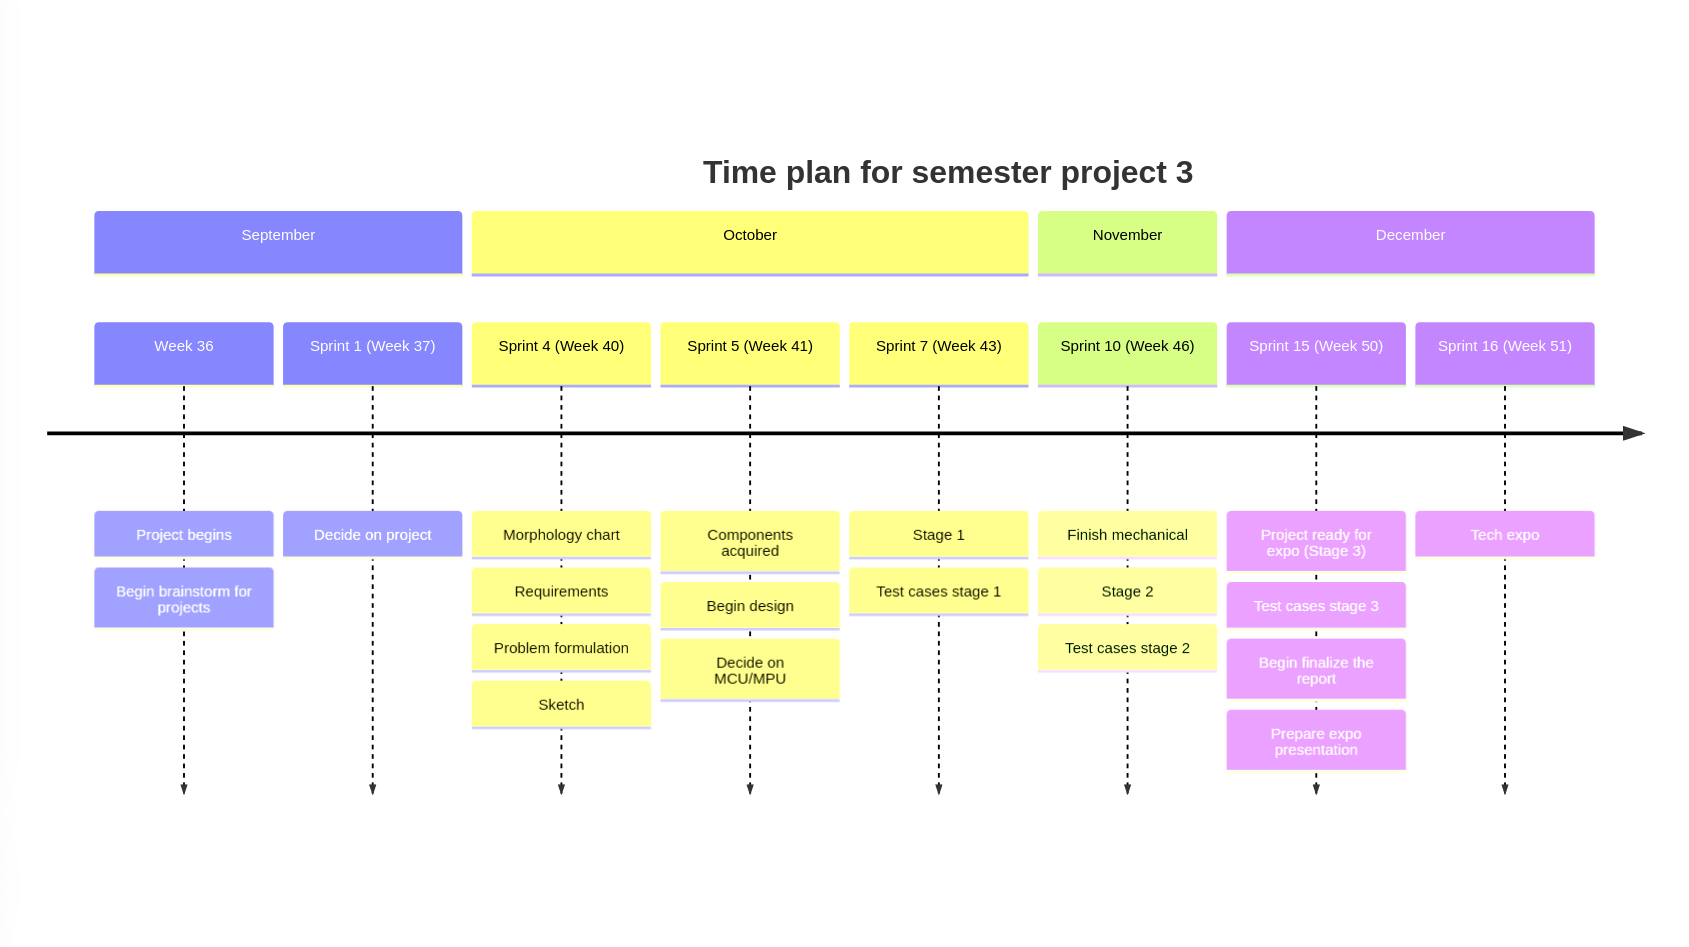 Time plan for semester project 3
September
October
November
December
Week 36
Sprint 1 (Week 37)
Sprint 4 (Week 40)
Sprint 5 (Week 41)
Sprint 7 (Week 43)
Sprint 10 (Week 46)
Sprint 15 (Week 50)
Sprint 16 (Week 51)
Project begins
Begin brainstorm for
projects
Decide on project
Morphology chart
Requirements
Problem formulation
Sketch
Components
acquired
Begin design
Decide on
MCU/MPU
Stage 1
Test cases stage 1
Finish mechanical
Stage 2
Test cases stage 2
Project ready for
expo (Stage 3)
Test cases stage 3
Begin finalize the
report
Prepare expo
presentation
Tech expo